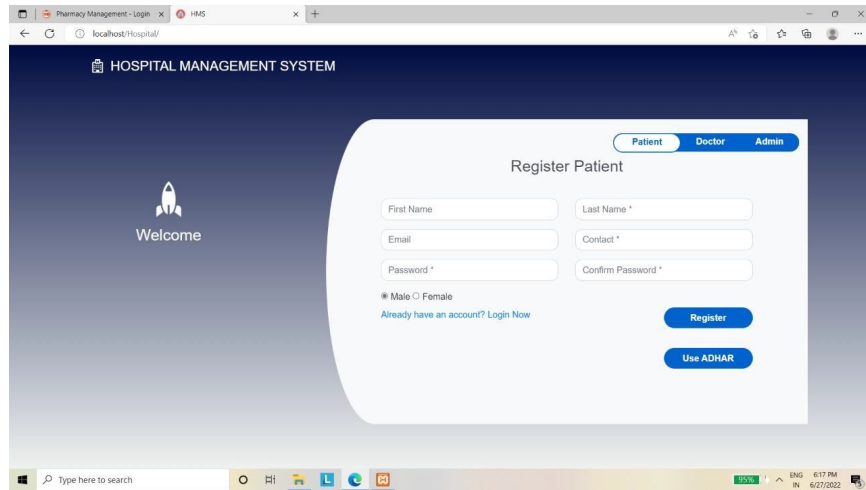 Pharmacy Management - Login
HMS
localhost/Hospital/
HOSPITAL MANAGEMENT SYSTEM
Patient Doctor Admin
Register Patient
First Name Last Name *
Email Contact *
Password * Confirm Password *
Male Female
Already have an account? Login Now
Register
Use ADHAR
Welcome
Type here to search
95%
ENG 6:17 PM
IN 6/27/2022